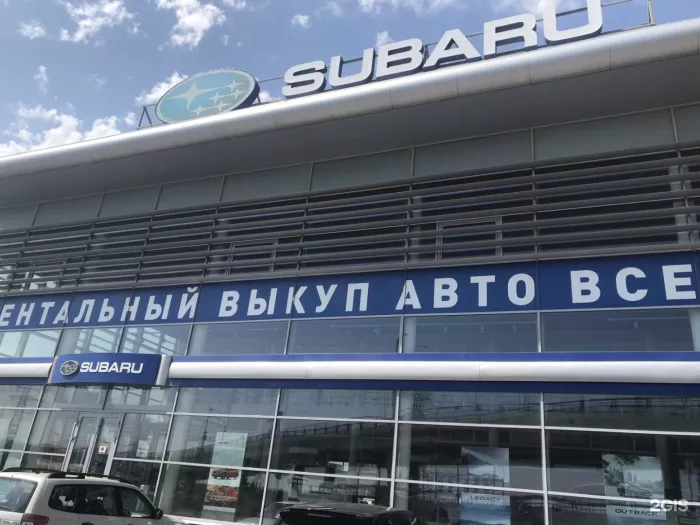 SUBARU
ЕНТАЛЬНЫЙ ВЫКУП АВТО ВСЕ
SUBARU
LEGACY
OUTBACK
2GIS